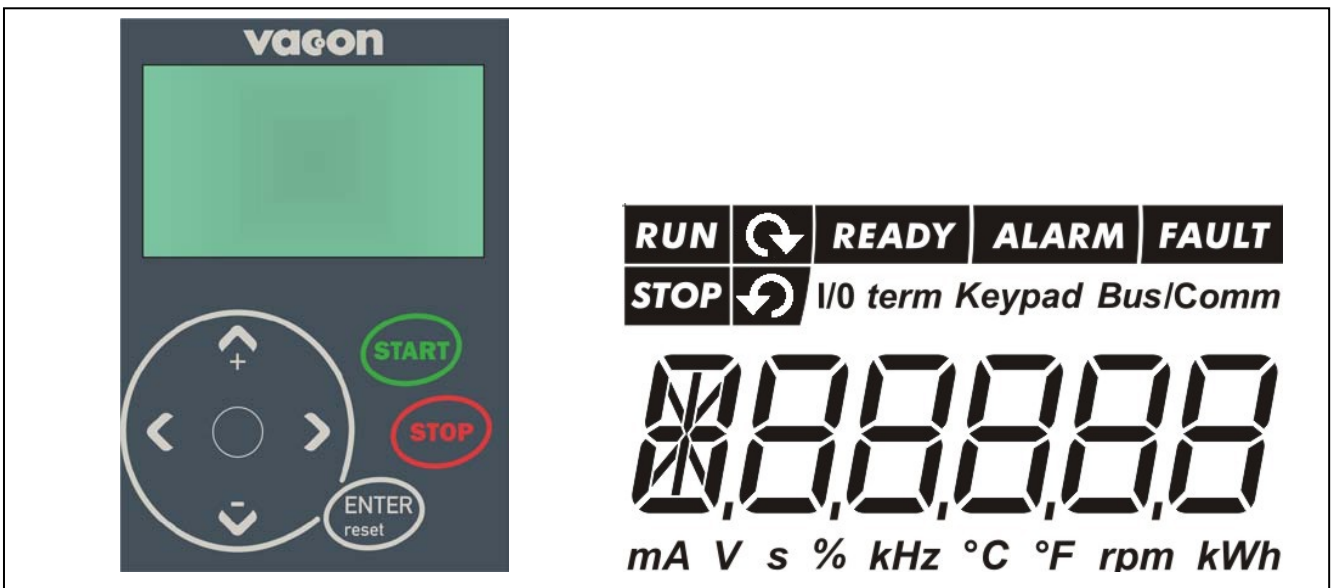 vacon
+
START
STOP
-
ENTER
reset
RUN READY ALARM FAULT
STOP I/0 term Keypad Bus/Comm
mA V s % kHz °C °F rpm kWh